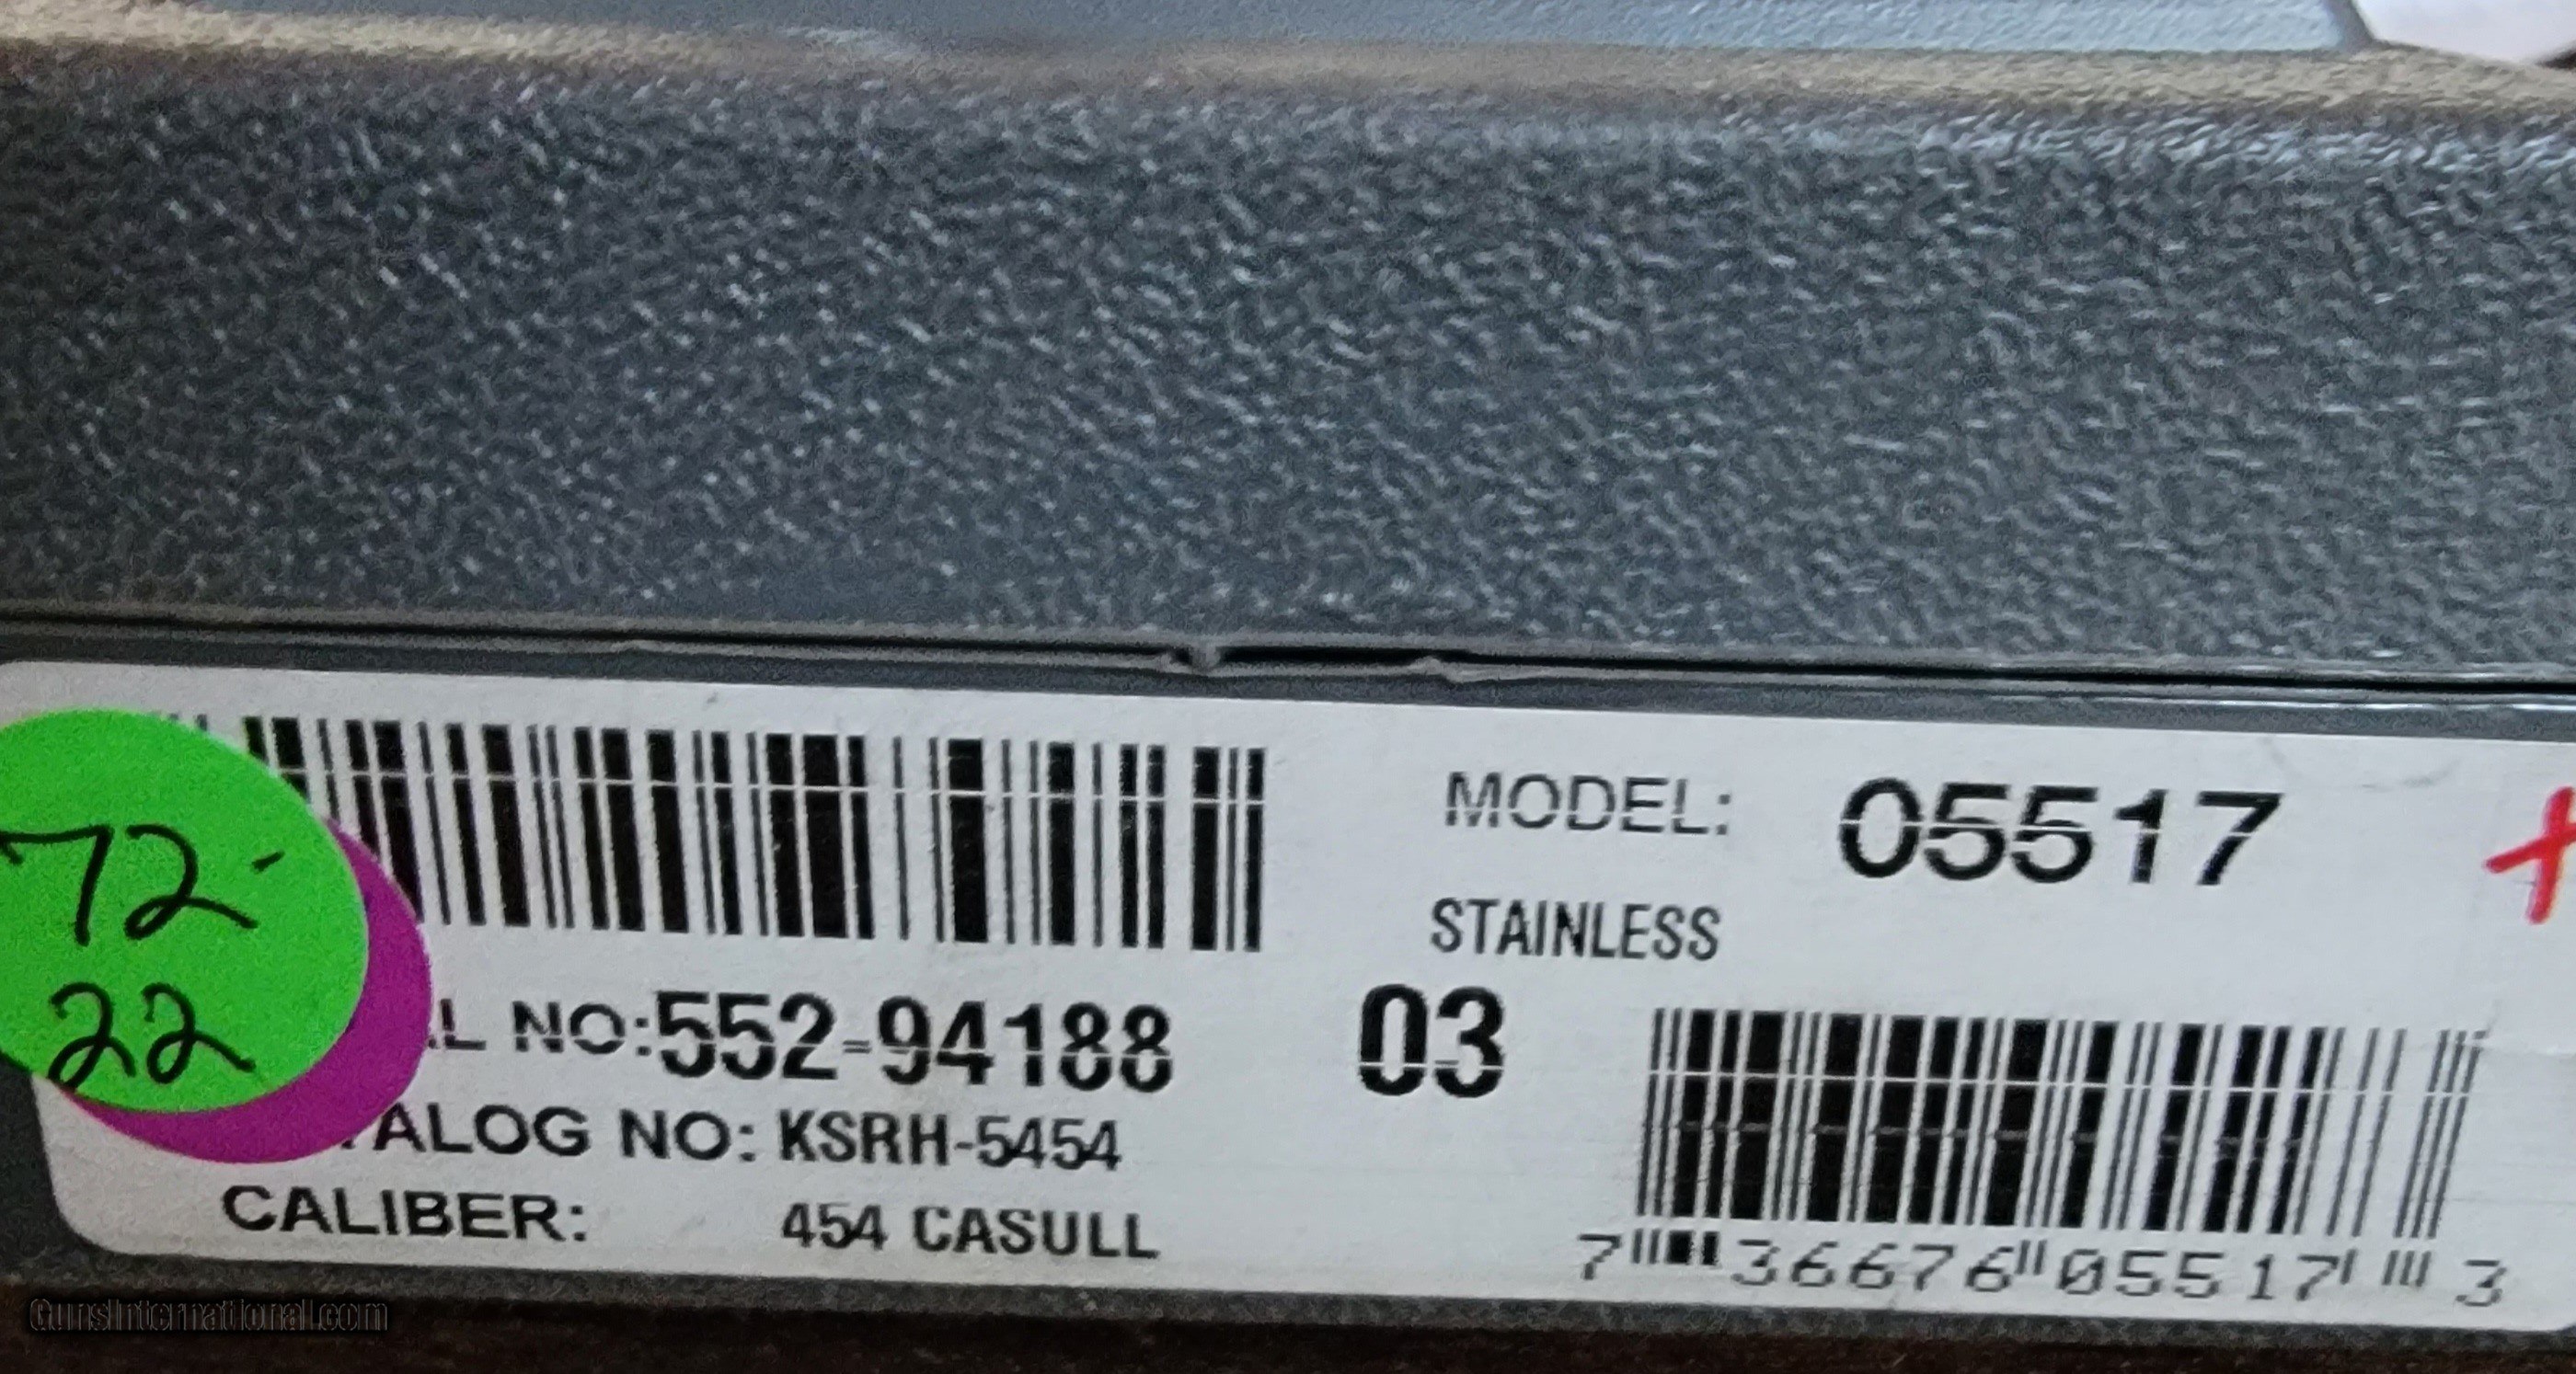 72
22
MODEL: 05517
STAINLESS
L NO: 552-94188 03
TALOG NO: KSRH-5454
CALIBER: 454 CASULL
7 36676 05517 3
GunsInternational.com